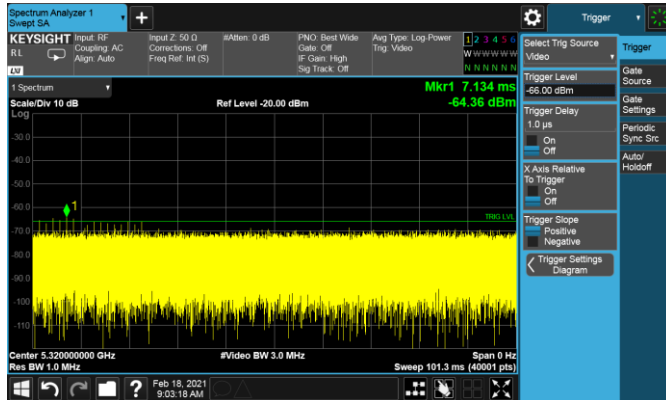 Spectrum Analyzer 1
Swept SA
+
Trigger
KEYSIGHT
RL
LXI
Input: RF
Coupling: AC
Align: Auto
Input Z: 50 Ω
Corrections: Off
Freq Ref: Int (S)
#Atten: 0 dB
PNO: Best Wide
Gate: Off
IF Gain: High
Sig Track: Off
Avg Type: Log-Power
Trig: Video
1 2 3 4 5 6
W W W W W W
N N N N N N
1 Spectrum
Scale/Div 10 dB
Log
Ref Level -20.00 dBm
Mkr1 7.134 ms
-64.36 dBm
-30.0
-40.0
-50.0
-60.0
-70.0
-80.0
-90.0
-100
-110
1
TRIG LVL
Center 5.320000000 GHz
Res BW 1.0 MHz
#Video BW 3.0 MHz
Span 0 Hz
Sweep 101.3 ms (40001 pts)
Select Trig Source
Video
Trigger Level
-66.00 dBm
Trigger Delay
1.0 µs
On
Off
X Axis Relative
To Trigger
On
Off
Trigger Slope
Positive
Negative
Trigger Settings
Diagram
Trigger
Gate
Source
Gate
Settings
Periodic
Sync Src
Auto/
Holdoff
?
Feb 18, 2021
9:03:18 AM